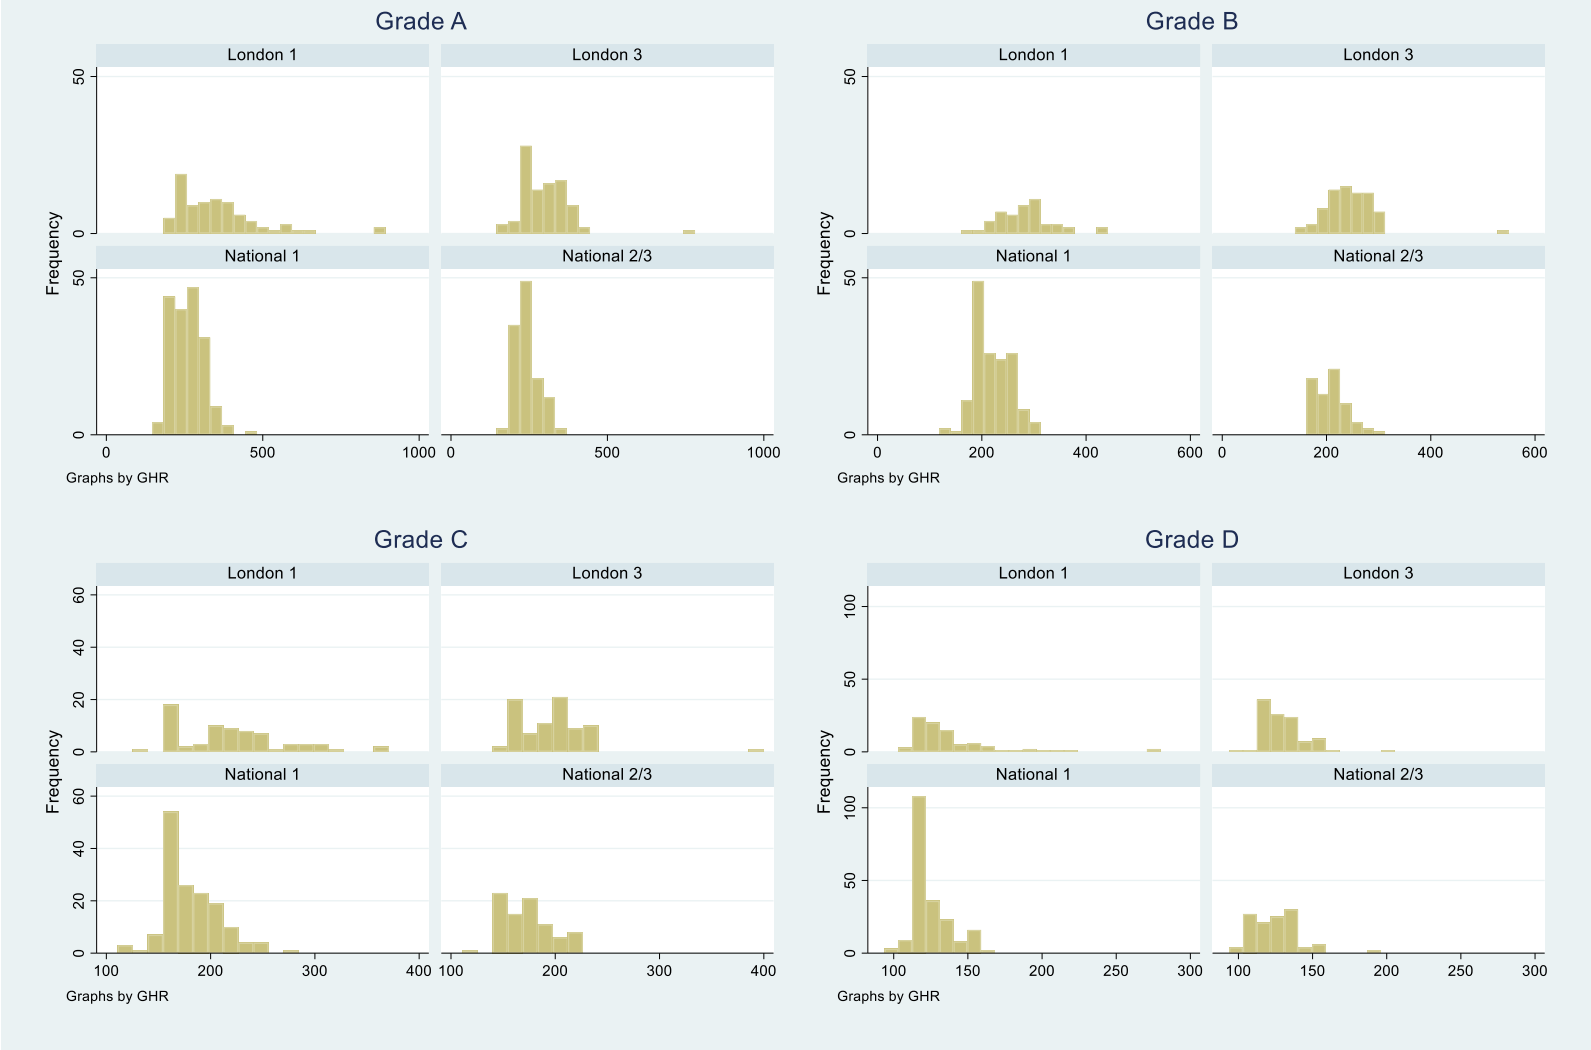 Grade A
London 1
London 3
50
0
National 1
National 2/3
50
0
0
500
1000
0
500
1000
Frequency
Graphs by GHR
Grade B
London 1
London 3
50
0
National 1
National 2/3
50
0
0
200
400
600
0
200
400
600
Frequency
Graphs by GHR
Grade C
London 1
London 3
60
40
20
0
National 1
National 2/3
60
40
20
0
100
200
300
400
100
200
300
400
Frequency
Graphs by GHR
Grade D
London 1
London 3
100
50
0
National 1
National 2/3
100
50
0
100
150
200
250
300
100
150
200
250
300
Frequency
Graphs by GHR